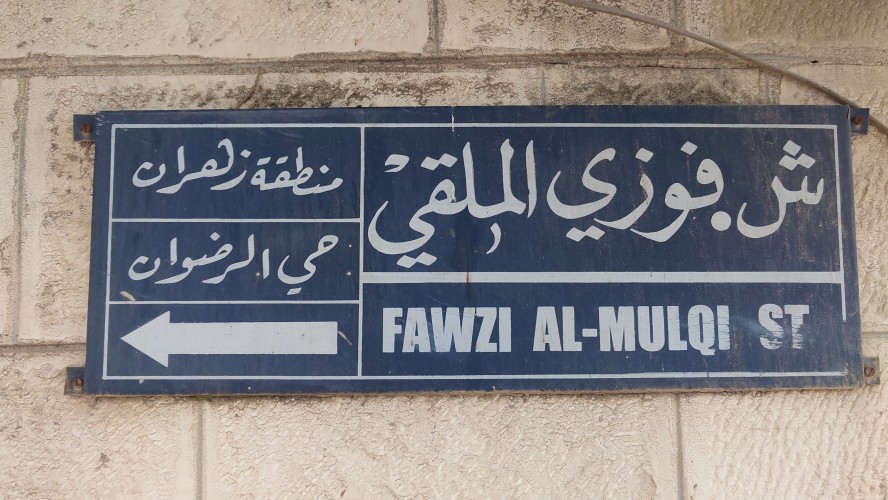 ش. فوزي الملقي
FAWZI AL-MULQI ST
منطقة زهران
حي الرضوان